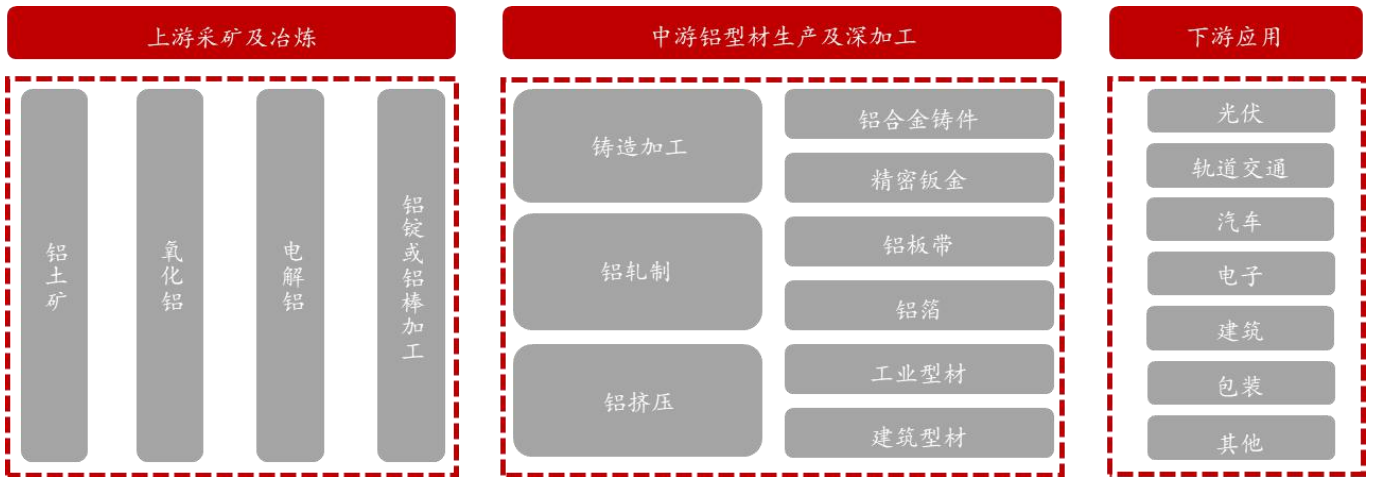 上游采矿及冶炼
铝土矿
氧化铝
电解铝
铝锭或铝棒加工
中游铝型材生产及深加工
铸造加工
铝合金铸件
精密钣金
铝轧制
铝板带
铝箔
铝挤压
工业型材
建筑型材
下游应用
光伏
轨道交通
汽车
电子
建筑
包装
其他